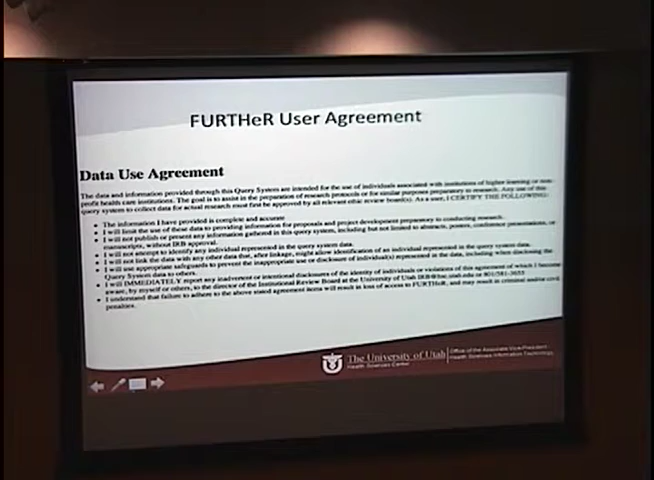 FURTHeR User Agreement
Data Use Agreement
The data and information provided through this Query System are intended for the use of individuals associated with institutions of higher learning or non-
profit health care institutions. The goal is to assist in the preparation of research protocols or for similar purposes preparatory to research. Any use of this
query system to collect data for actual research must first be approved by all relevant ethic review board(s). As a user, I CERTIFY THE FOLLOWING:
• The information I have provided is complete and accurate
• I will limit the use of these data to providing information for proposals and project development preparatory to conducting research.
• I will not publish or present any information gathered in this query system, including but not limited to abstracts, posters, conference presentations, or
manuscripts, without IRB approval.
• I will not attempt to identify any individual represented in the query system data.
• I will not link the data with any other data that, after linkage, might allow identification of an individual represented in the query system data.
• I will use appropriate safeguards to prevent the inappropriate use or disclosure of individual(s) represented in the data, including when disclosing the
Query System data to others.
• I will IMMEDIATELY report any inadvertent or intentional disclosures of the identity of individuals or violations of this agreement of which I become
aware, by myself or others, to the director of the Institutional Review Board at the University of Utah IRB@hsc.utah.edu or 801/581-3655
• I understand that failure to adhere to the above stated agreement items will result in loss of access to FURTHeR, and may result in criminal and/or civil
penalties.
The University of Utah
Health Sciences Center
Office of the Associate Vice-President
Health Sciences Information Technology